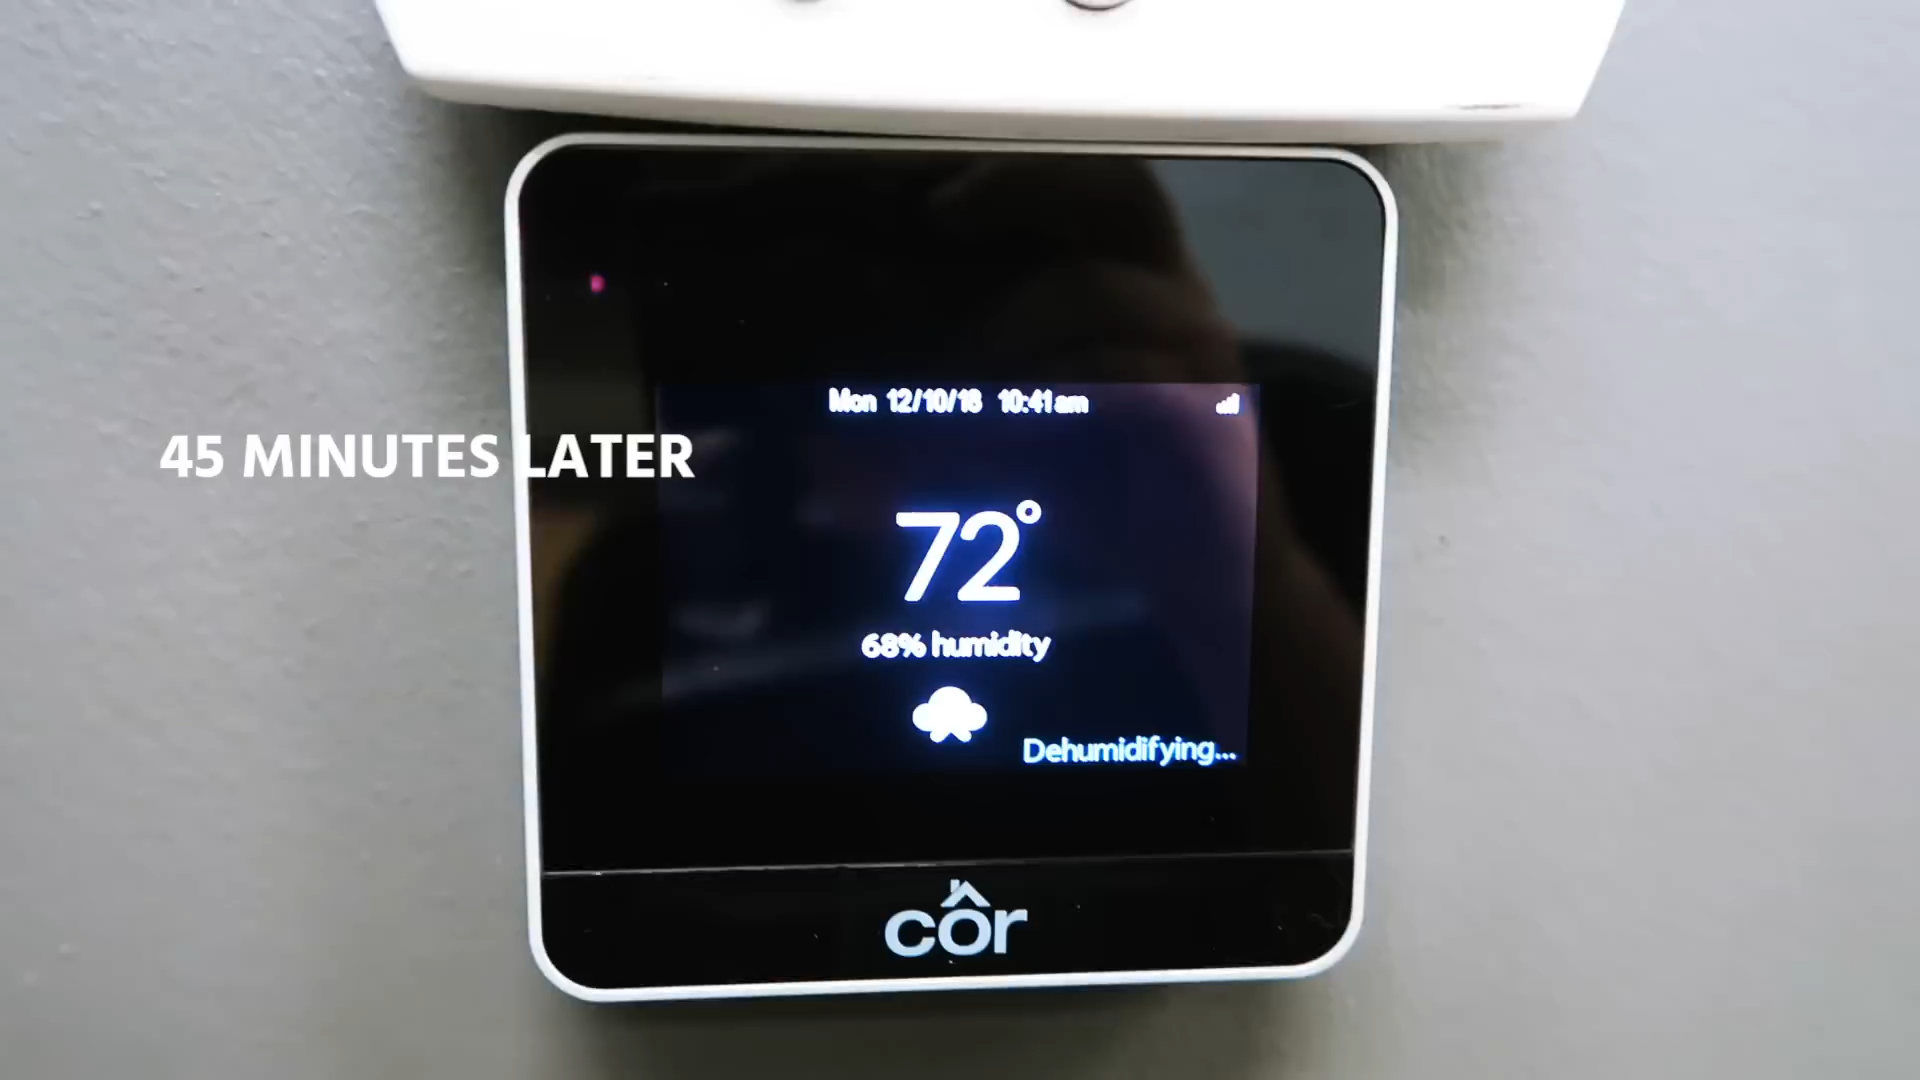 Mon 12/10/18 10:41am
45 MINUTES LATER
72°
68% humidity
Dehumidifying...
côr